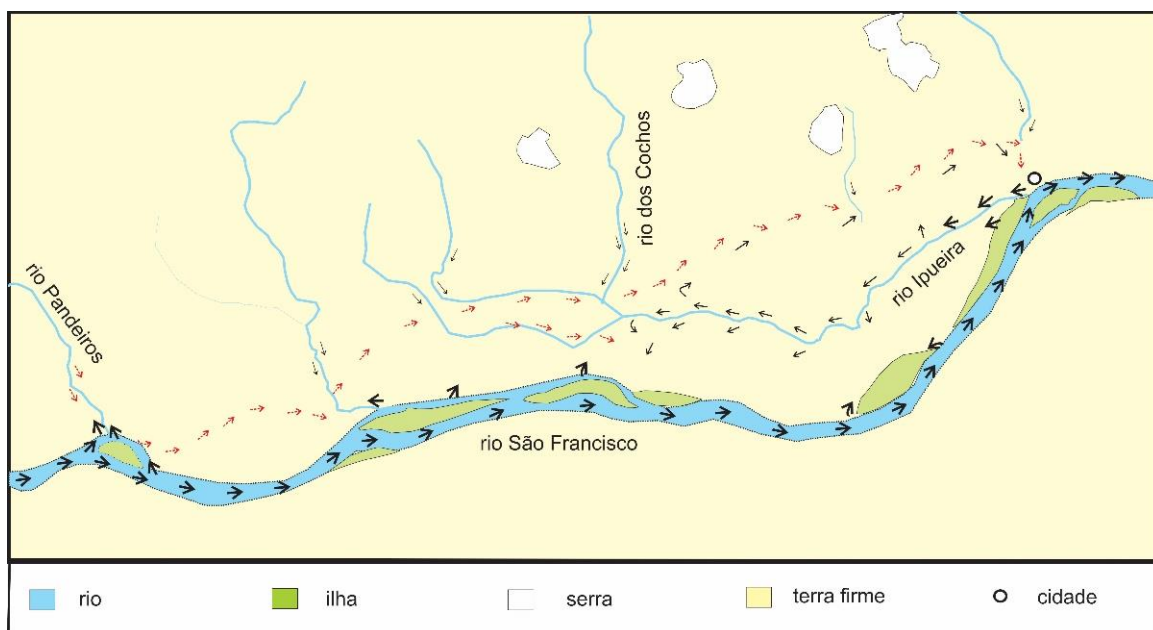 rio Pandeiros
rio dos Cochos
rio Ipueira
rio São Francisco
rio
ilha
serra
terra firme
cidade